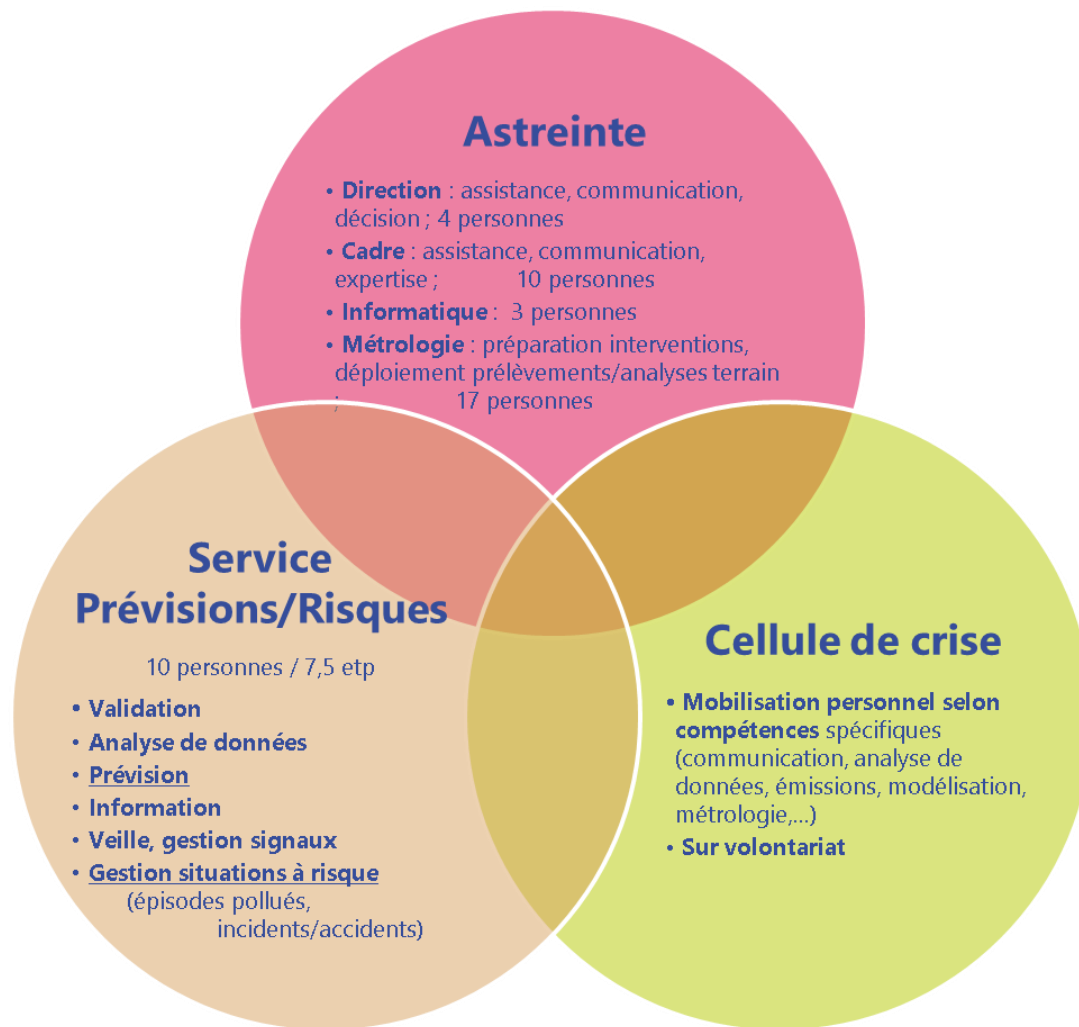 Astreinte
• Direction : assistance, communication,
décision ; 4 personnes
• Cadre : assistance, communication,
expertise ; 10 personnes
• Informatique : 3 personnes
• Métrologie : préparation interventions,
déploiement prélèvements/analyses terrain
; 17 personnes
Service
Prévisions/Risques
10 personnes / 7,5 etp
• Validation
• Analyse de données
• Prévision
• Information
• Veille, gestion signaux
• Gestion situations à risque
(épisodes pollués,
incidents/accidents)
Cellule de crise
• Mobilisation personnel selon
compétences spécifiques
(communication, analyse de
données, émissions, modélisation,
métrologie,...)
• Sur volontariat